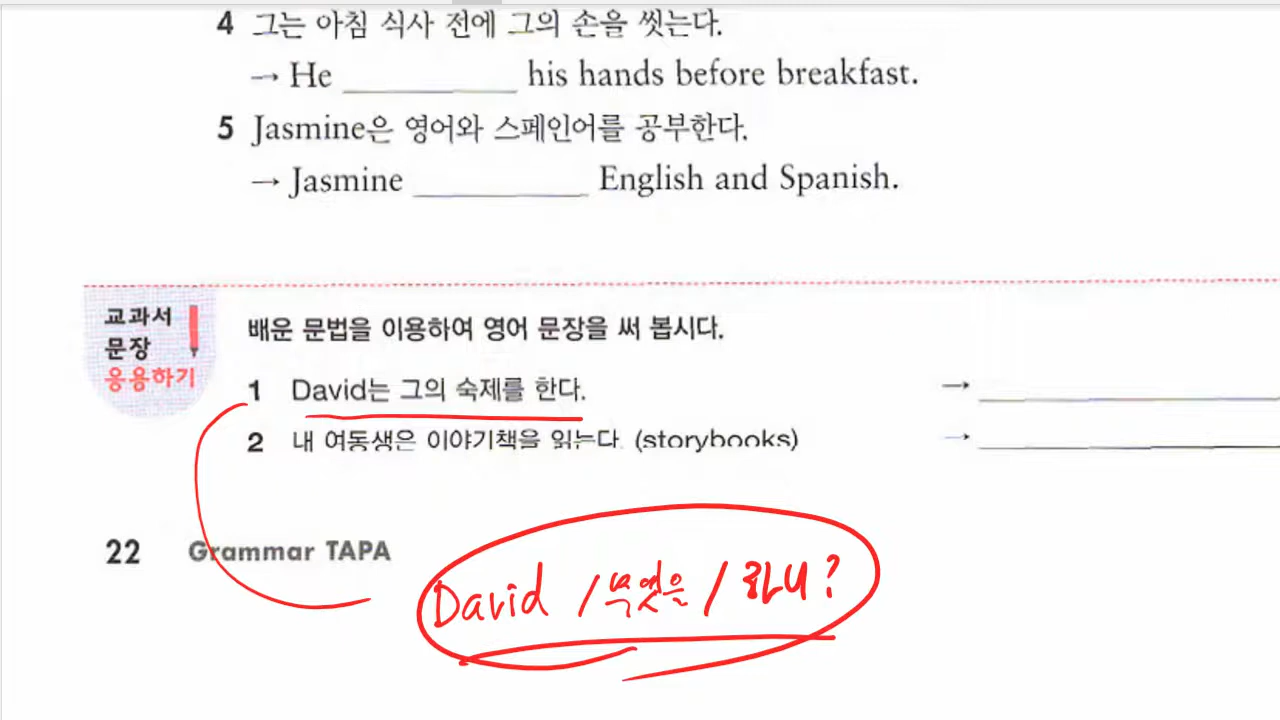 4 그는 아침 식사 전에 그의 손을 씻는다.
→ He ________ his hands before breakfast.
5 Jasmine은 영어와 스페인어를 공부한다.
→ Jasmine ________ English and Spanish.
교과서
문장
응용하기
배운 문법을 이용하여 영어 문장을 써 봅시다.
1 David는 그의 숙제를 한다. → ________
2 내 여동생은 이야기책을 읽는다. (storybooks) → ________
22 Grammar TAPA
David / 무엇을 / 하니?